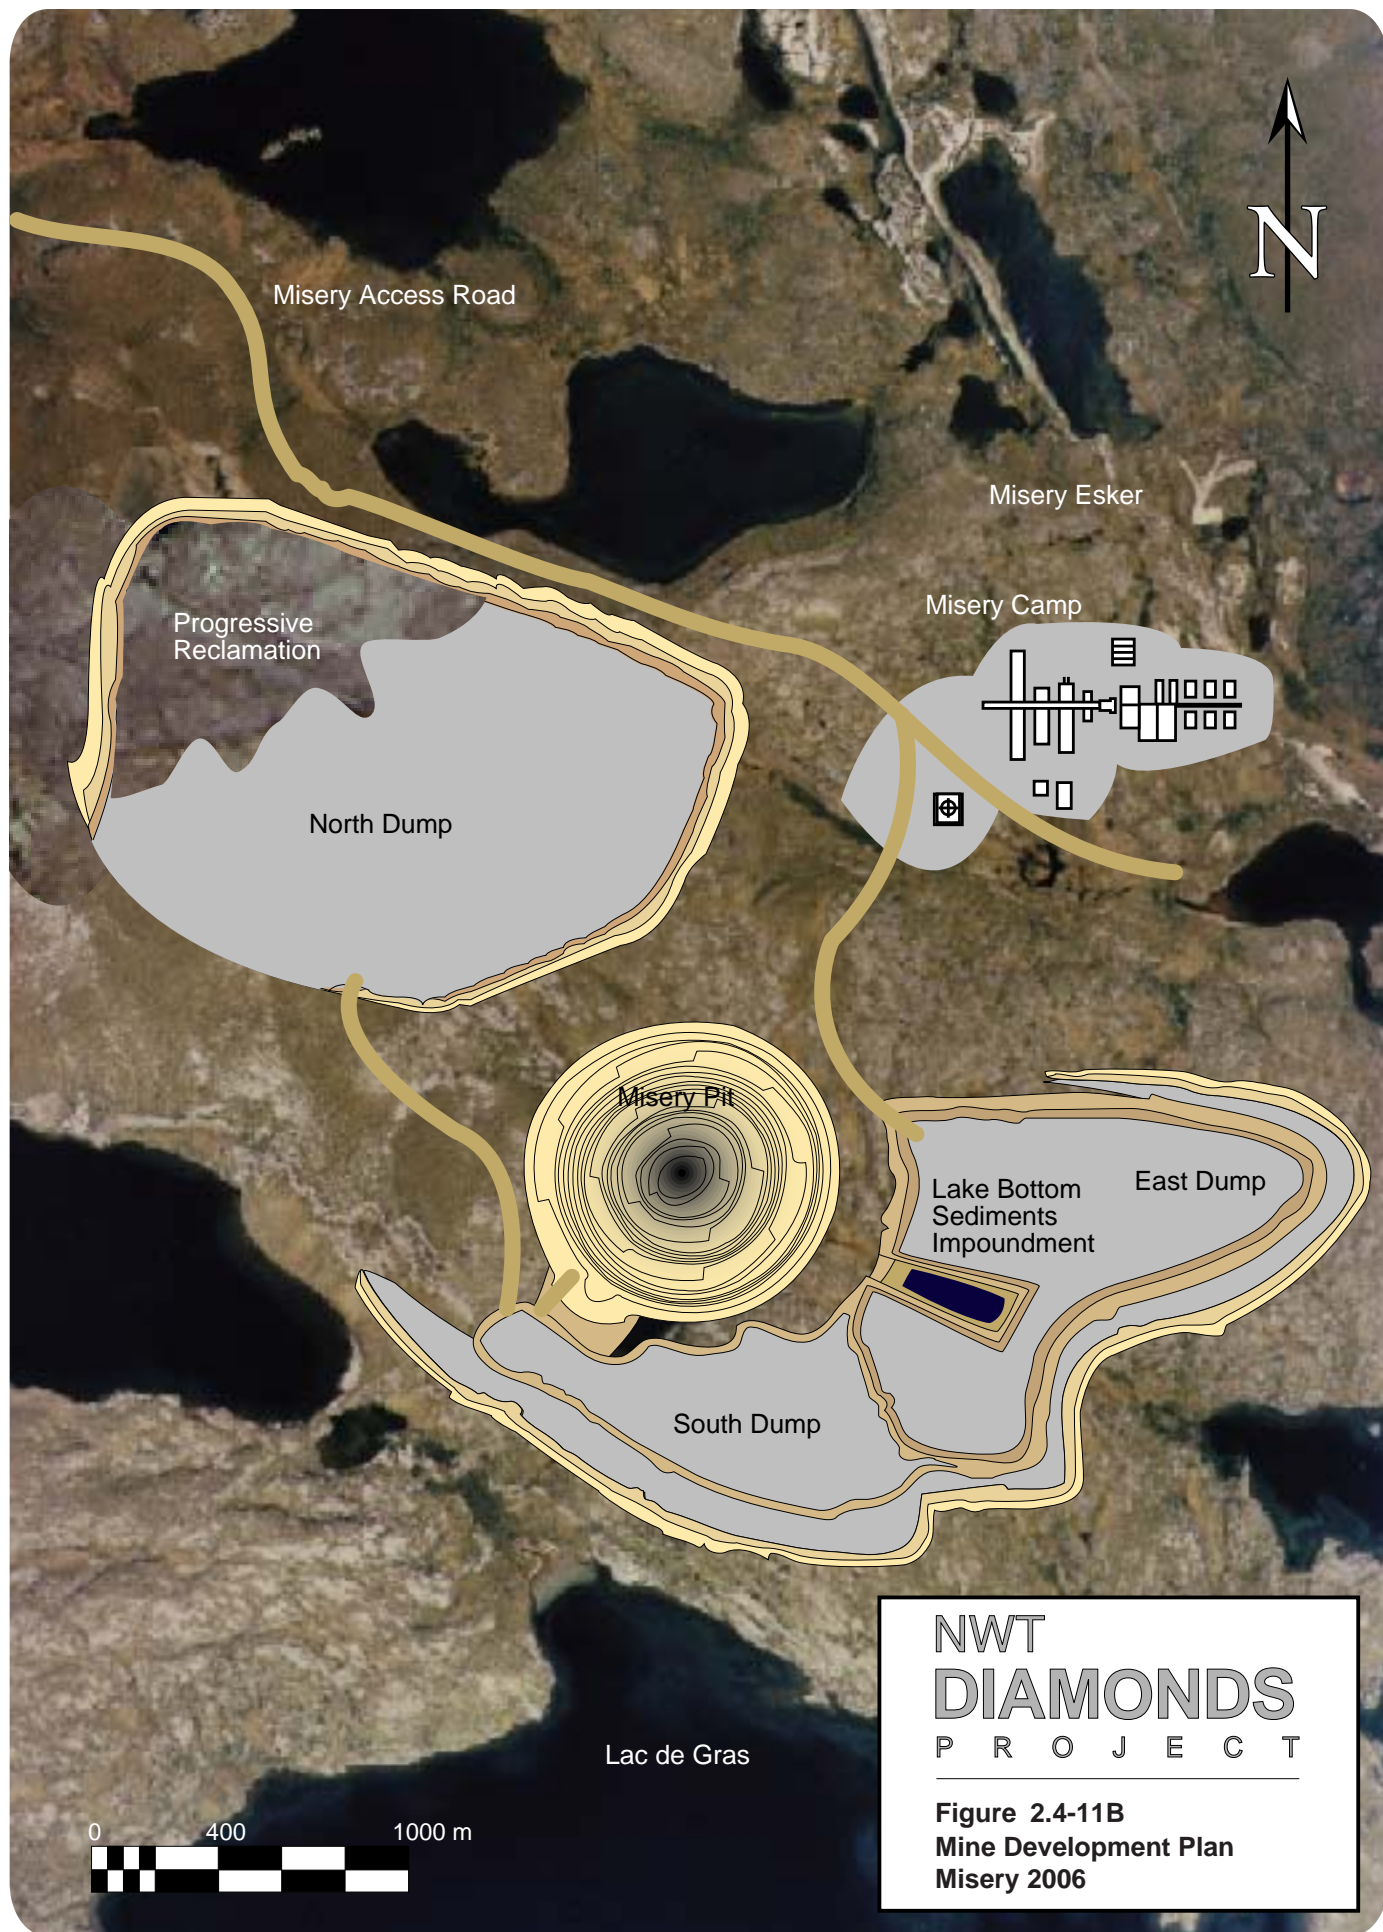 N
Misery Access Road
Misery Esker
Misery Camp
Progressive
Reclamation
North Dump
Misery Pit
Lake Bottom
Sediments
Impoundment
East Dump
South Dump
Lac de Gras
0 400 1000 m
NWT
DIAMONDS
PROJECT
Figure 2.4-11B
Mine Development Plan
Misery 2006